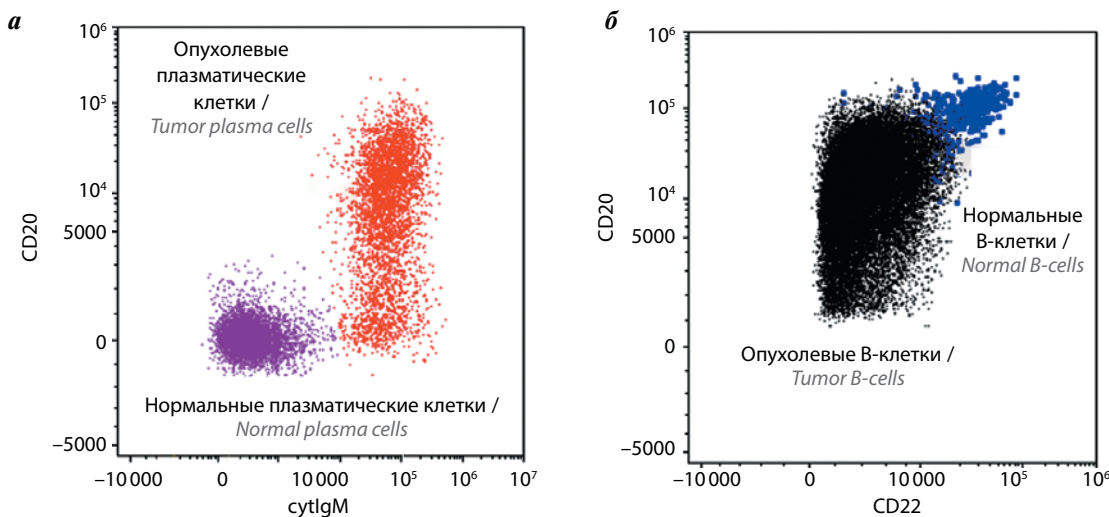 а
10⁶
Опухолевые
плазматические
клетки /
Tumor plasma cells
10⁵
10⁴
5000
0
−5000
CD20
Нормальные плазматические клетки /
Normal plasma cells
−10 000
0
10 000
10⁵
10⁶
10⁷
cytIgM
б
10⁶
10⁵
10⁴
5000
0
−5000
CD20
Нормальные
В-клетки /
Normal B-cells
Опухолевые В-клетки /
Tumor B-cells
−10 000
0
10 000
10⁵
10⁶
CD22